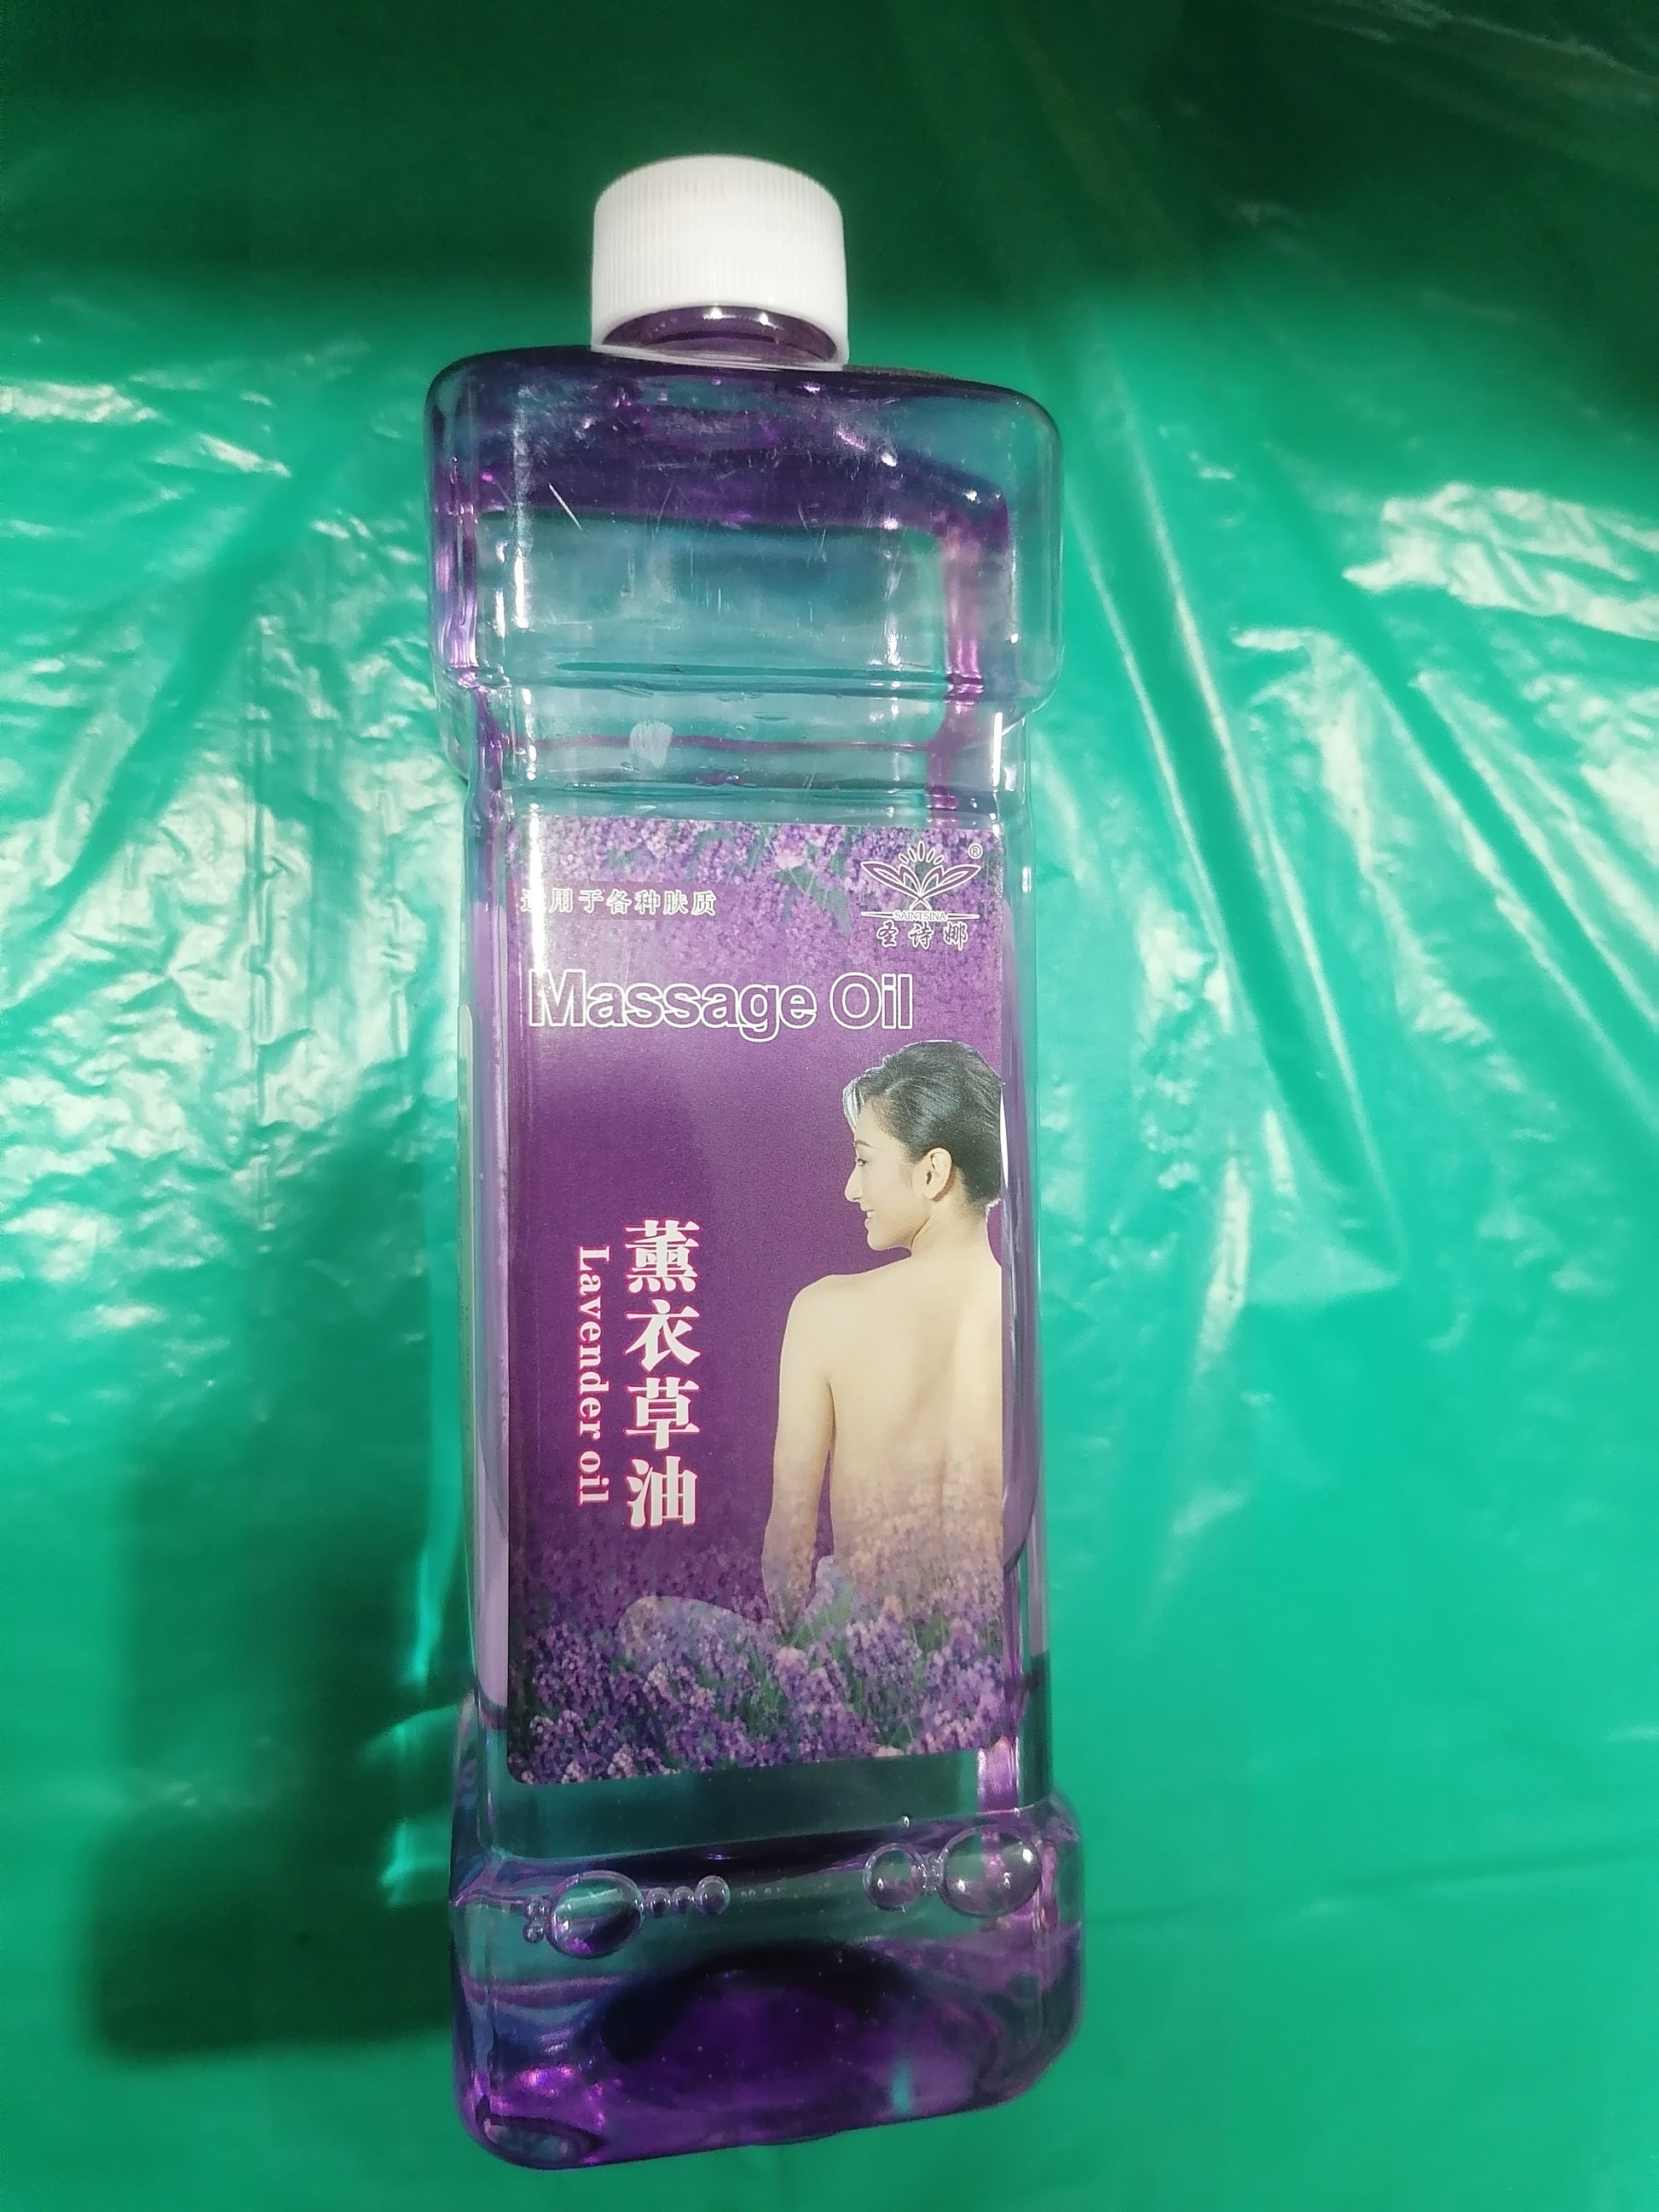 适用于各种肤质
®
SAINTSINA
圣诗娜
Massage Oil
薰衣草油
Lavender oil